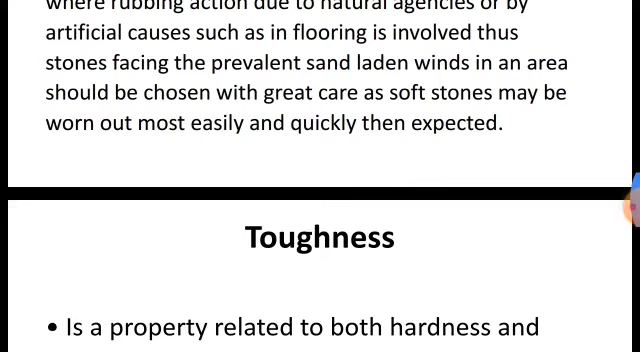 where rubbing action due to natural agencies or by
artificial causes such as in flooring is involved thus
stones facing the prevalent sand laden winds in an area
should be chosen with great care as soft stones may be
worn out most easily and quickly then expected.
Toughness
• Is a property related to both hardness and